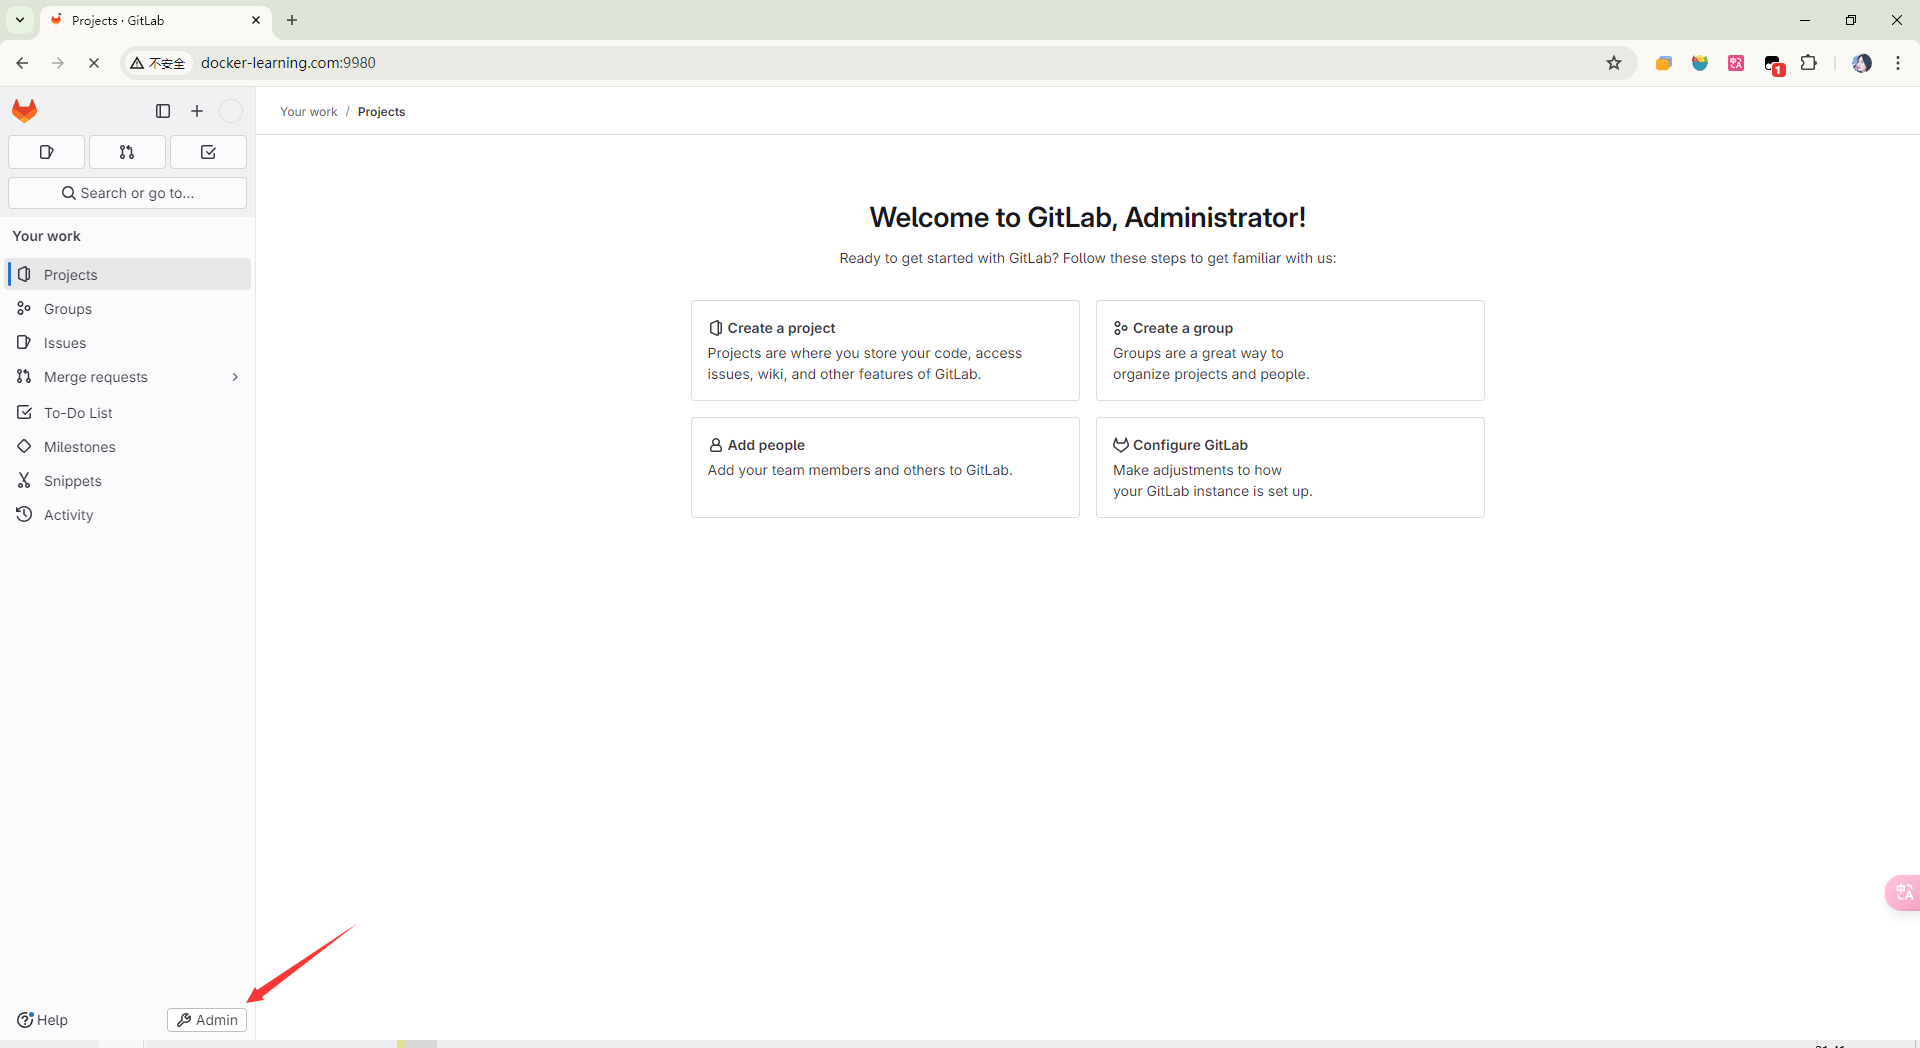 Projects · GitLab
不安全
docker-learning.com:9980
1
Your work / Projects
Search or go to...
Your work
Projects
Groups
Issues
Merge requests
To-Do List
Milestones
Snippets
Activity
Welcome to GitLab, Administrator!
Ready to get started with GitLab? Follow these steps to get familiar with us:
Create a project
Projects are where you store your code, access
issues, wiki, and other features of GitLab.
Create a group
Groups are a great way to
organize projects and people.
Add people
Add your team members and others to GitLab.
Configure GitLab
Make adjustments to how
your GitLab instance is set up.
Help
Admin